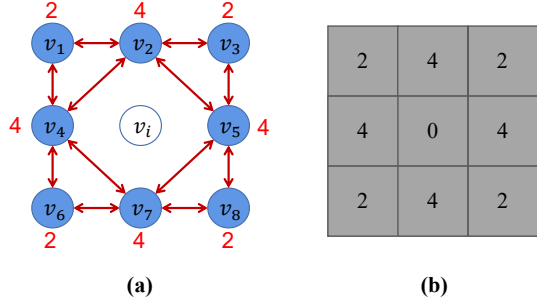 2 4 2
v₁ v₂ v₃
4 v₄ vᵢ v₅ 4
v₆ v₇ v₈
2 4 2
(a)
2 4 2
4 0 4
2 4 2
(b)